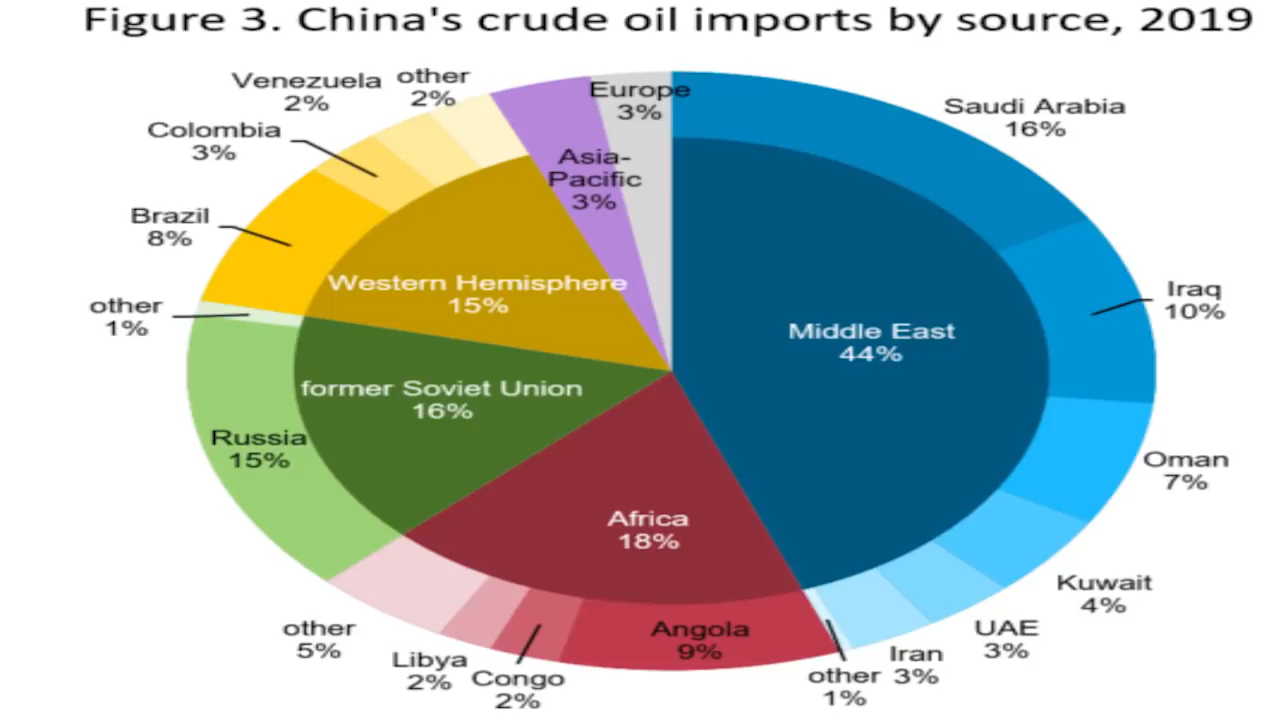 Figure 3. China's crude oil imports by source, 2019
Venezuela
2%
other
2%
Europe
3%
Saudi Arabia
16%
Colombia
3%
Asia-
Pacific
3%
Brazil
8%
Western Hemisphere
15%
Iraq
10%
other
1%
Middle East
44%
former Soviet Union
16%
Russia
15%
Oman
7%
Africa
18%
Kuwait
4%
other
5%
Angola
9%
UAE
3%
Libya
2%
Congo
2%
Iran
3%
other
1%